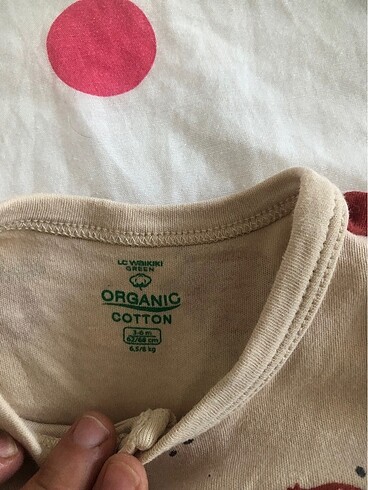 LC WAIKIKI
GREEN
ORGANIC
COTTON
3-6 m
62/68 cm
6,5/8 kg